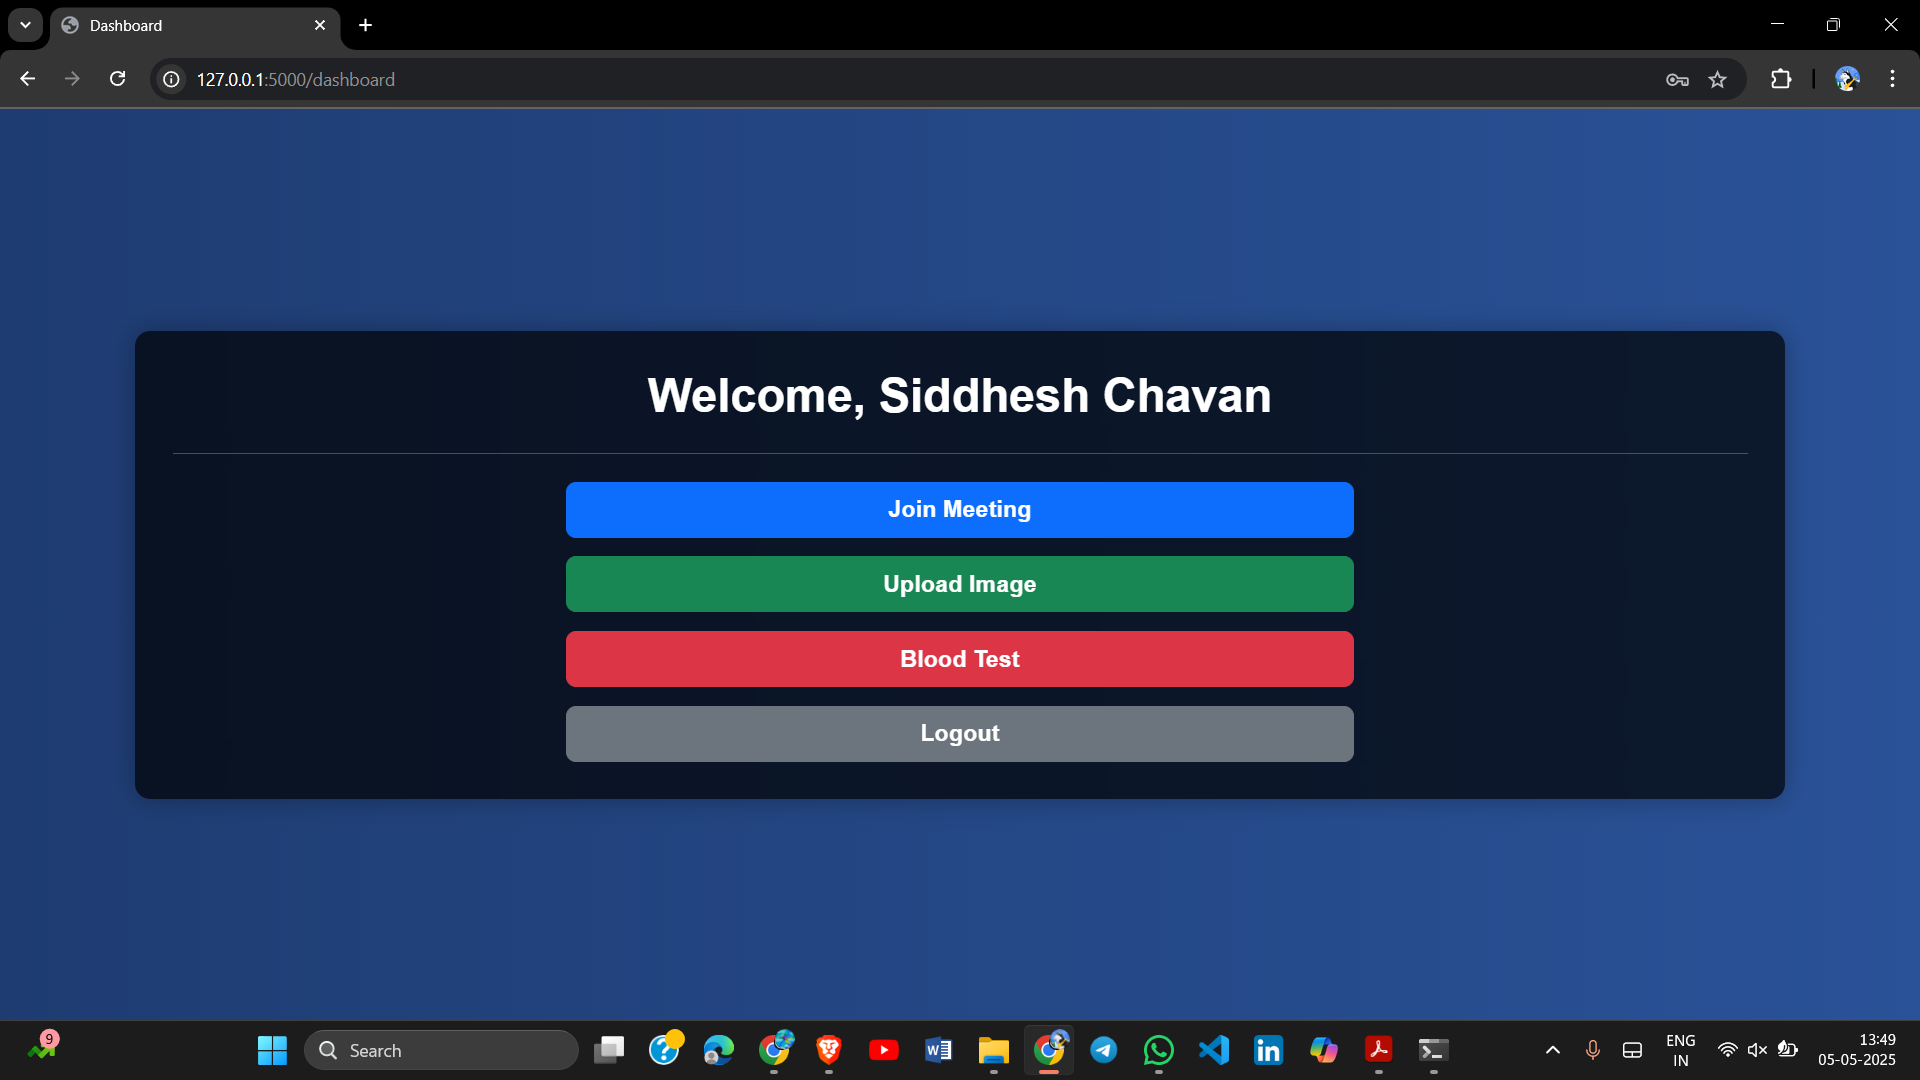 Dashboard
127.0.0.1:5000/dashboard
Welcome, Siddhesh Chavan
Join Meeting
Upload Image
Blood Test
Logout
9
Search
ENG
IN
13:49
05-05-2025